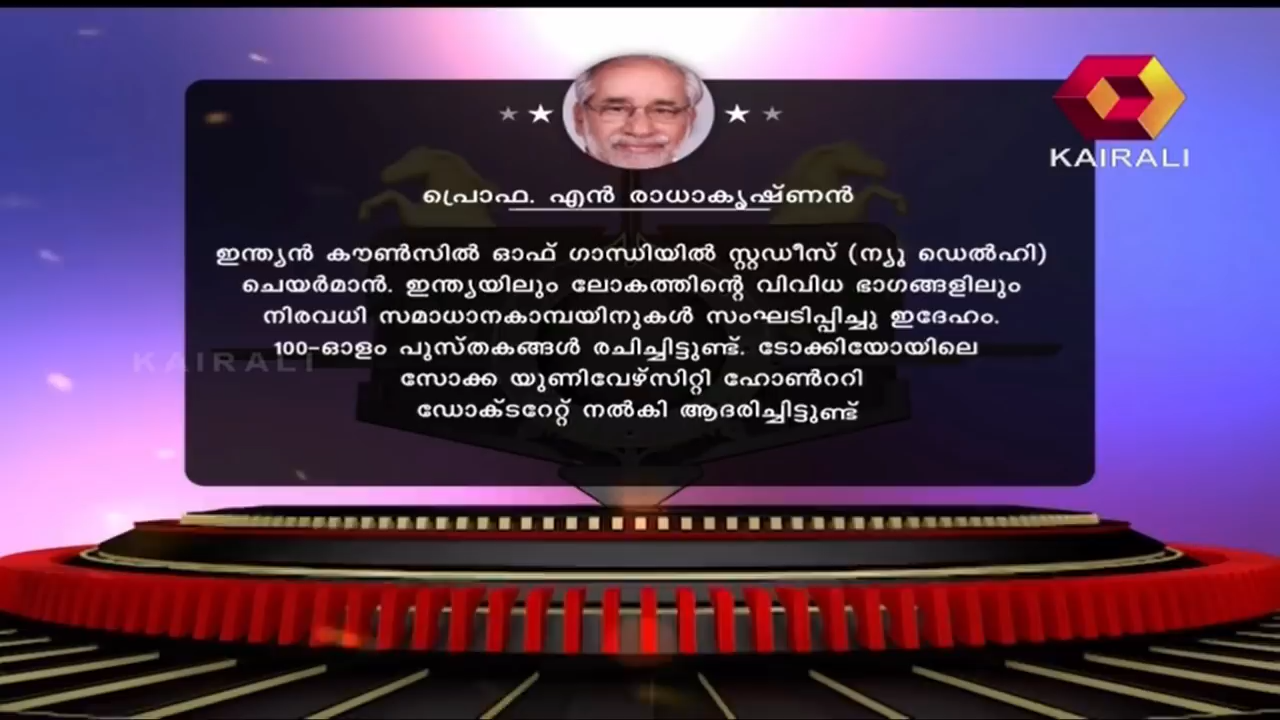 KAIRALI
പ്രൊഫ. എൻ രാധാകൃഷ്ണൻ
ഇന്ത്യൻ കൗൺസിൽ ഓഫ് ഗാന്ധിയിൽ സ്റ്റഡീസ് (ന്യൂ ഡെൽഹി)
ചെയർമാൻ. ഇന്ത്യയിലും ലോകത്തിന്റെ വിവിധ ഭാഗങ്ങളിലും
നിരവധി സമാധാനകാമ്പയിനുകൾ സംഘടിപ്പിച്ചു ഇദേഹം.
100-ഓളം പുസ്തകങ്ങൾ രചിച്ചിട്ടുണ്ട്. ടോക്കിയോയിലെ
KAIRALI
സോക്ക യുണിവേഴ്സിറ്റി ഹോൺററി
ഡോക്ടറേറ്റ് നൽകി ആദരിച്ചിട്ടുണ്ട്